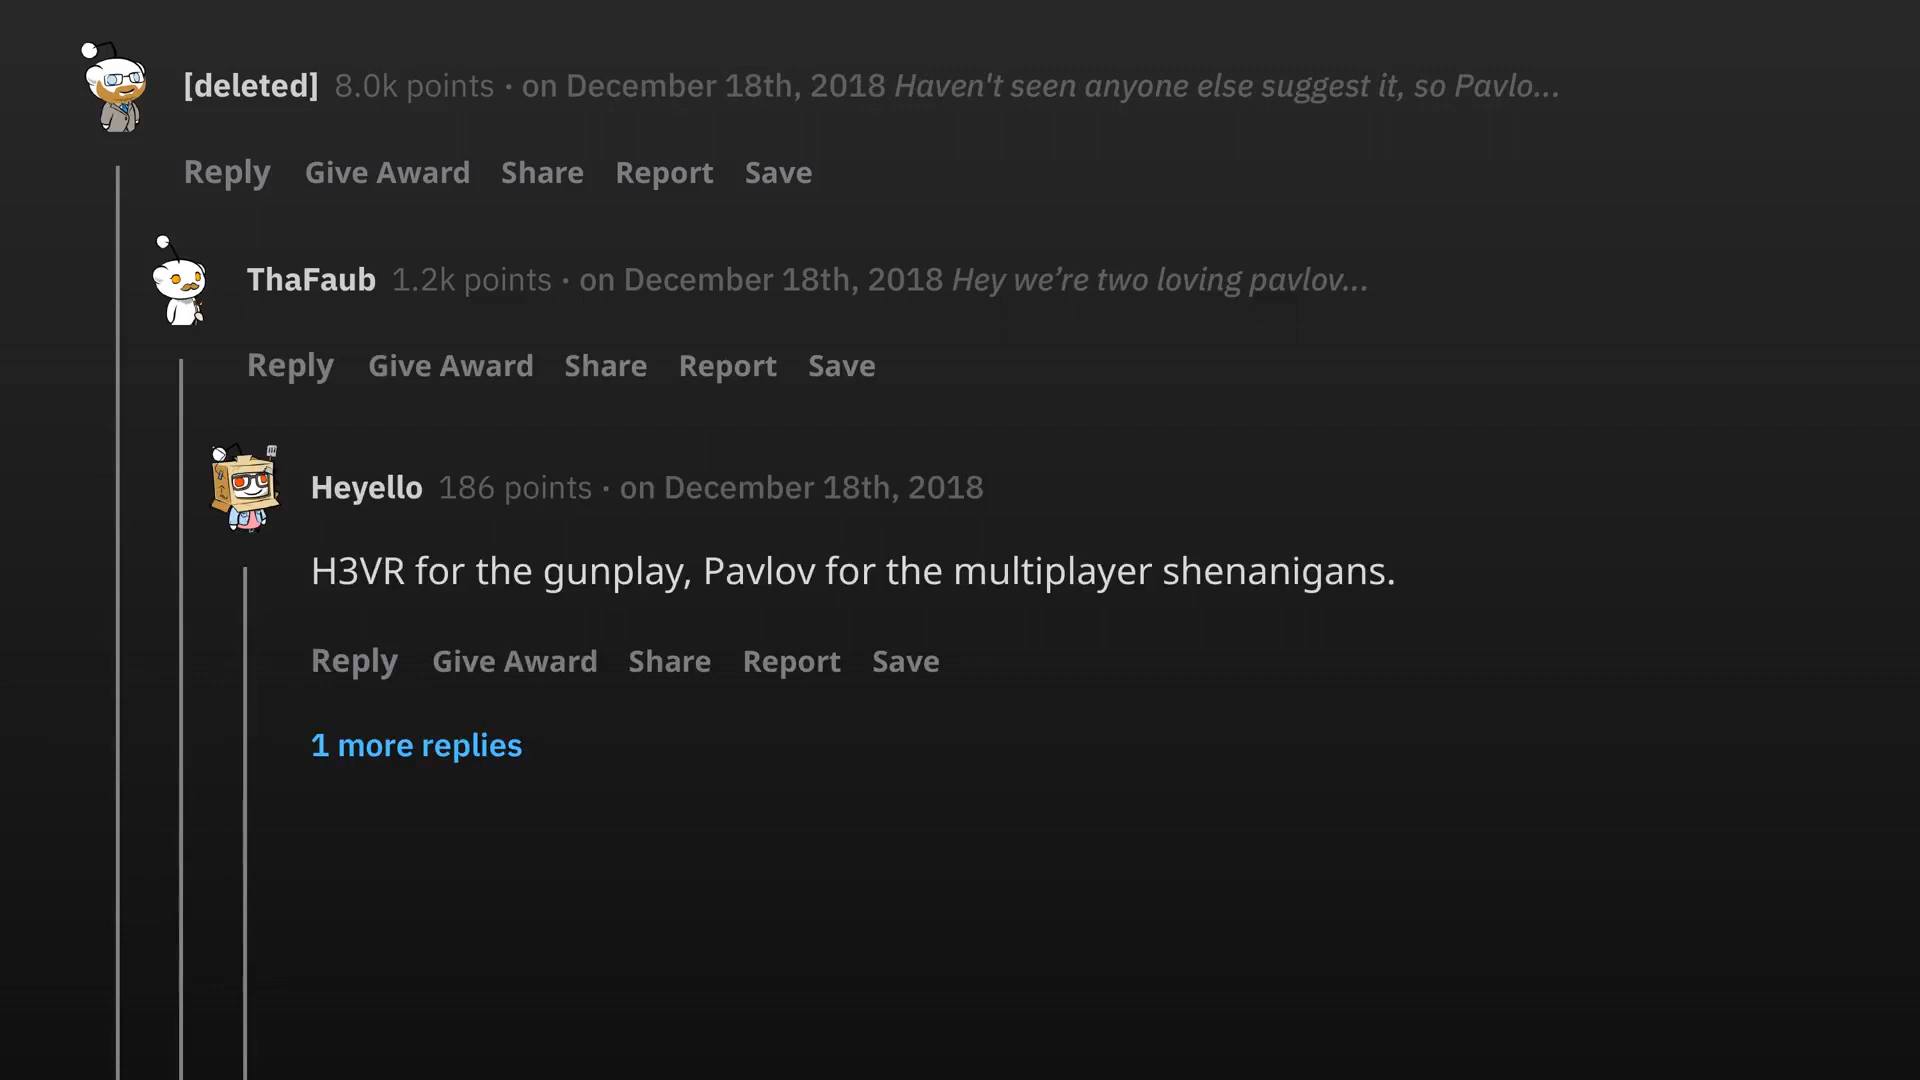 [deleted] 8.0k points · on December 18th, 2018 Haven't seen anyone else suggest it, so Pavlo...
Reply Give Award Share Report Save
ThaFaub 1.2k points · on December 18th, 2018 Hey we’re two loving pavlov...
Reply Give Award Share Report Save
Heyello 186 points · on December 18th, 2018
H3VR for the gunplay, Pavlov for the multiplayer shenanigans.
Reply Give Award Share Report Save
1 more replies